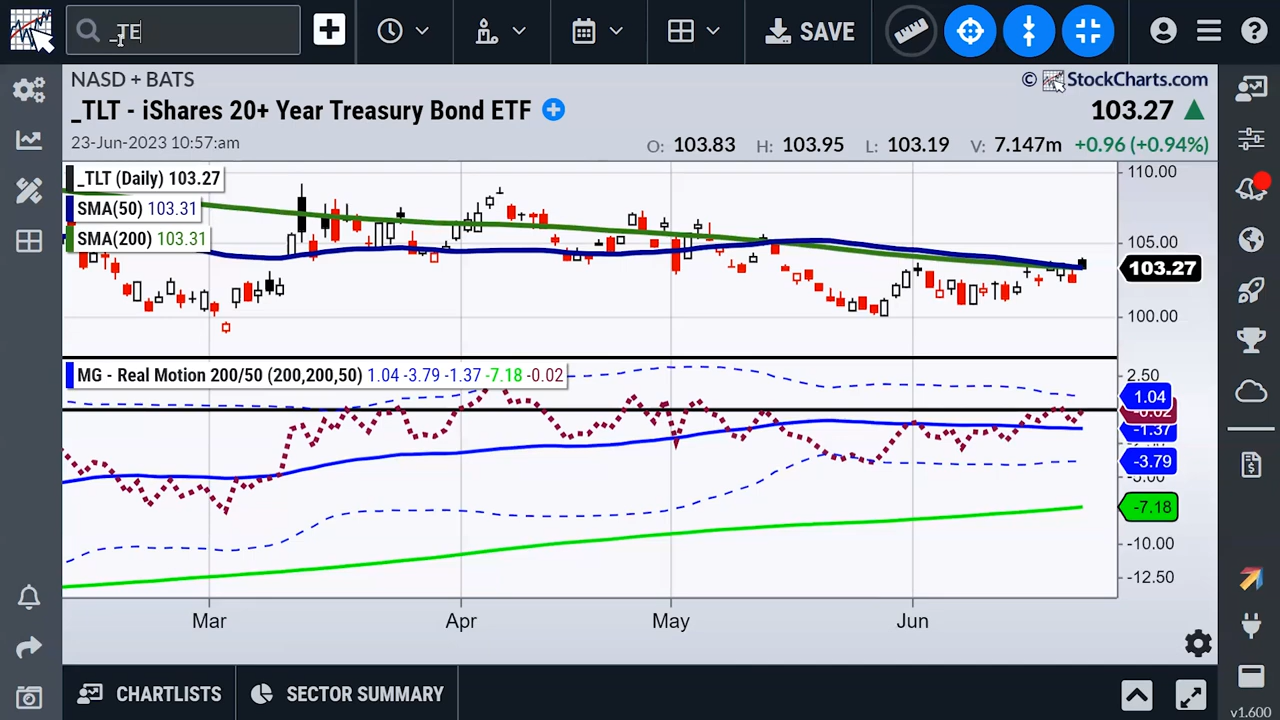 _TE
SAVE
NASD + BATS
© StockCharts.com
_TLT - iShares 20+ Year Treasury Bond ETF
103.27
23-Jun-2023 10:57:am
O: 103.83 H: 103.95 L: 103.19 V: 7.147m +0.96 (+0.94%)
_TLT (Daily) 103.27
110.00
SMA(50) 103.31
SMA(200) 103.31
105.00
103.27
100.00
MG - Real Motion 200/50 (200,200,50) 1.04 -3.79 -1.37 -7.18 -0.02
2.50
1.04
-0.02
-1.37
-3.79
-5.00
-7.18
-10.00
-12.50
Mar Apr May Jun
CHARTLISTS
SECTOR SUMMARY
v1.600